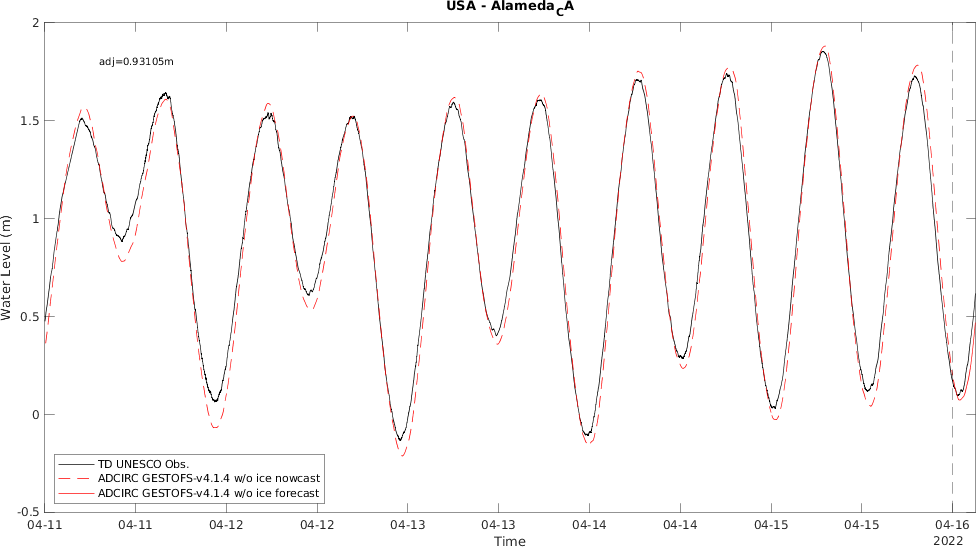 USA - Alameda_CA
2
adj=0.93105m
1.5
1
Water Level (m)
0.5
0
TD UNESCO Obs.
ADCIRC GESTOFS-v4.1.4 w/o ice nowcast
ADCIRC GESTOFS-v4.1.4 w/o ice forecast
-0.5
04-11 04-11 04-12 04-12 04-13 04-13 04-14 04-14 04-15 04-15 04-16
Time 2022